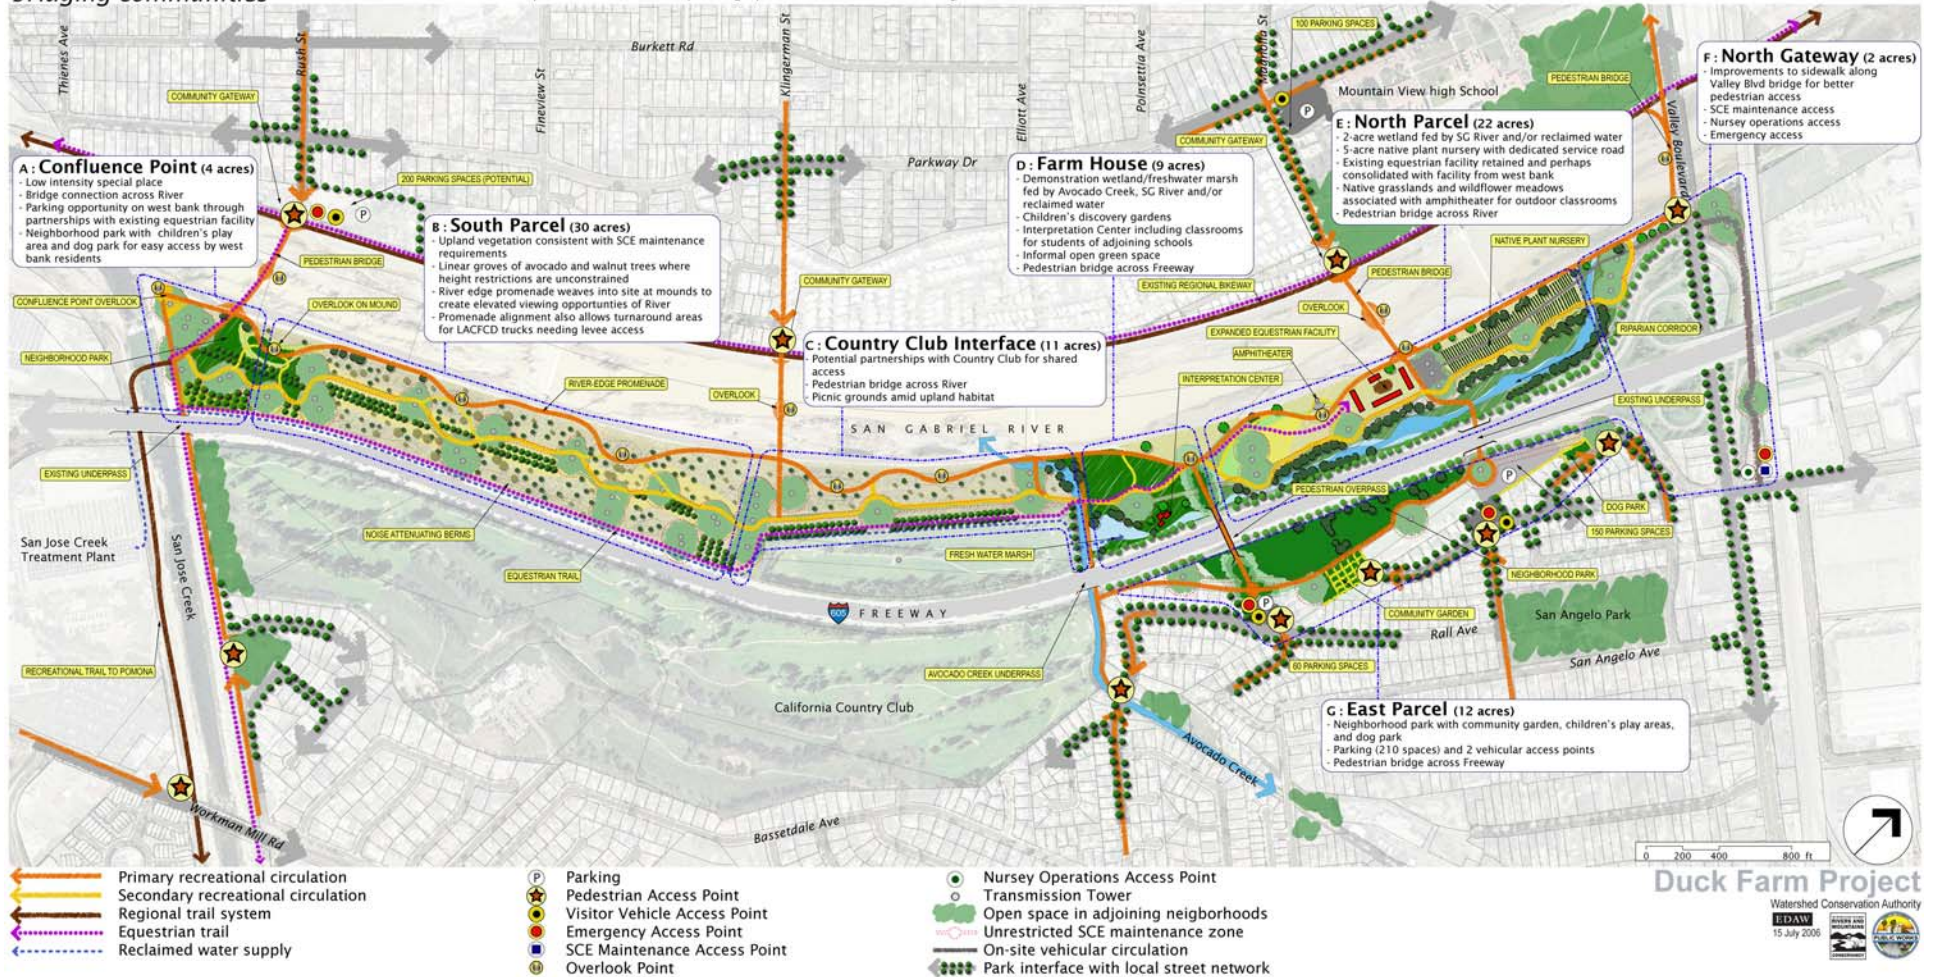 Bridging Communities
Thienes Ave
Rush St
Burkett Rd
Fineview St
Klingerman St
Elliott Ave
Poinsettia Ave
Magnolia St
100 PARKING SPACES
Mountain View high School
PEDESTRIAN BRIDGE
Valley Boulevard
Parkway Dr
COMMUNITY GATEWAY
COMMUNITY GATEWAY
200 PARKING SPACES (POTENTIAL)
F : North Gateway (2 acres)
- Improvements to sidewalk along
Valley Blvd bridge for better
pedestrian access
- SCE maintenance access
- Nursey operations access
- Emergency access
A : Confluence Point (4 acres)
- Low intensity special place
- Bridge connection across River
- Parking opportunity on west bank through
partnerships with existing equestrian facility
- Neighborhood park with children's play
area and dog park for easy access by west
bank residents
B : South Parcel (30 acres)
- Upland vegetation consistent with SCE maintenance
requirements
- Linear groves of avocado and walnut trees where
height restrictions are unconstrained
- River edge promenade weaves into site at mounds to
create elevated viewing opportunties of River
- Promenade alignment also allows turnaround areas
for LACFCD trucks needing levee access
C : Country Club Interface (11 acres)
- Potential partnerships with Country Club for shared
access
- Pedestrian bridge across River
- Picnic grounds amid upland habitat
D : Farm House (9 acres)
- Demonstration wetland/freshwater marsh
fed by Avocado Creek, SG River and/or
reclaimed water
- Children's discovery gardens
- Interpretation Center including classrooms
for students of adjoining schools
- Informal open green space
- Pedestrian bridge across Freeway
E : North Parcel (22 acres)
- 2-acre wetland fed by SG River and/or reclaimed water
- 5-acre native plant nursery with dedicated service road
- Existing equestrian facility retained and perhaps
consolidated with facility from west bank
- Native grasslands and wildflower meadows
associated with amphitheater for outdoor classrooms
- Pedestrian bridge across River
PEDESTRIAN BRIDGE
CONFLUENCE POINT OVERLOOK
OVERLOOK ON MOUND
NEIGHBORHOOD PARK
COMMUNITY GATEWAY
EXISTING REGIONAL BIKEWAY
PEDESTRIAN BRIDGE
NATIVE PLANT NURSERY
OVERLOOK
EXPANDED EQUESTRIAN FACILITY
AMPHITHEATER
INTERPRETATION CENTER
RIPARIAN CORRIDOR
EXISTING UNDERPASS
RIVER-EDGE PROMENADE
OVERLOOK
SAN GABRIEL RIVER
EXISTING UNDERPASS
PEDESTRIAN OVERPASS
DOG PARK
150 PARKING SPACES
San Jose Creek
Treatment Plant
San Jose Creek
NOISE ATTENUATING BERMS
EQUESTRIAN TRAIL
FRESH WATER MARSH
NEIGHBORHOOD PARK
COMMUNITY GARDEN
San Angelo Park
605 FREEWAY
Rall Ave
San Angelo Ave
60 PARKING SPACES
RECREATIONAL TRAIL TO POMONA
AVOCADO CREEK UNDERPASS
California Country Club
Avocado Creek
Workman Mill Rd
Bassetdale Ave
G : East Parcel (12 acres)
- Neighborhood park with community garden, children's play areas,
and dog park
- Parking (210 spaces) and 2 vehicular access points
- Pedestrian bridge across Freeway
P
P
P
P
0 200 400 800 ft
Primary recreational circulation
Secondary recreational circulation
Regional trail system
Equestrian trail
Reclaimed water supply
P Parking
Pedestrian Access Point
Visitor Vehicle Access Point
Emergency Access Point
SCE Maintenance Access Point
Overlook Point
Nursey Operations Access Point
Transmission Tower
Open space in adjoining neigborhoods
Unrestricted SCE maintenance zone
On-site vehicular circulation
Park interface with local street network
Duck Farm Project
Watershed Conservation Authority
EDAW
15 July 2006
RIVERS AND
MOUNTAINS
CONSERVANCY
PUBLIC WORKS